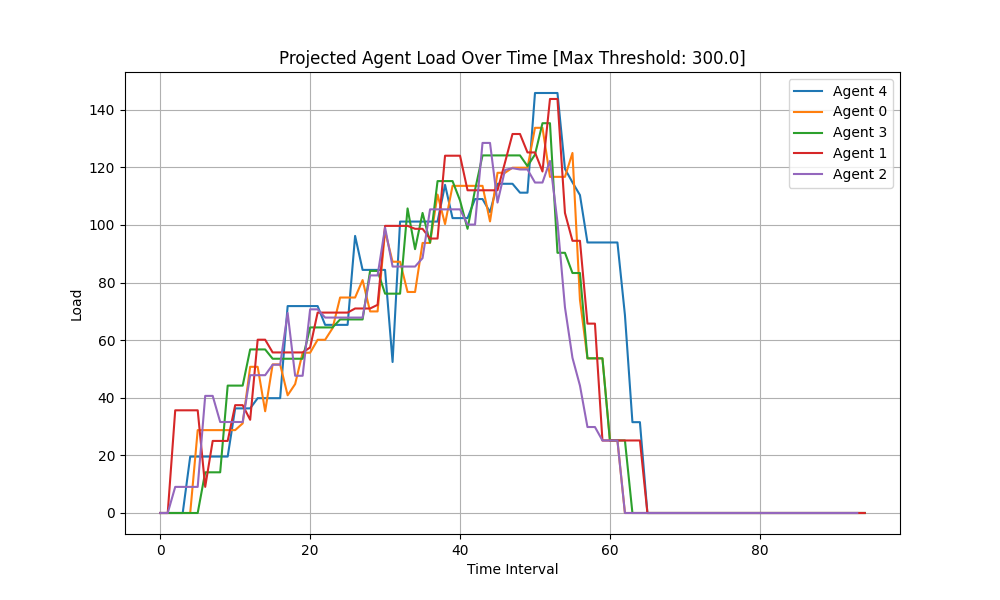 Projected Agent Load Over Time [Max Threshold: 300.0]
Agent 4
Agent 0
Agent 3
Agent 1
Agent 2
Load
140
120
100
80
60
40
20
0
0 20 40 60 80
Time Interval